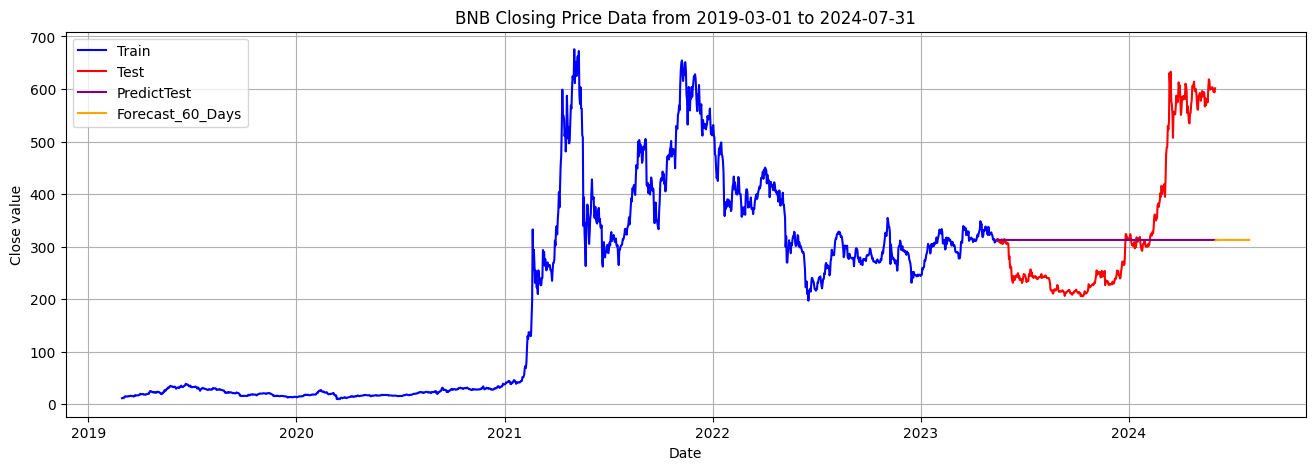 BNB Closing Price Data from 2019-03-01 to 2024-07-31
Train
Test
PredictTest
Forecast_60_Days
Close value
700
600
500
400
300
200
100
0
2019
2020
2021
2022
2023
2024
Date